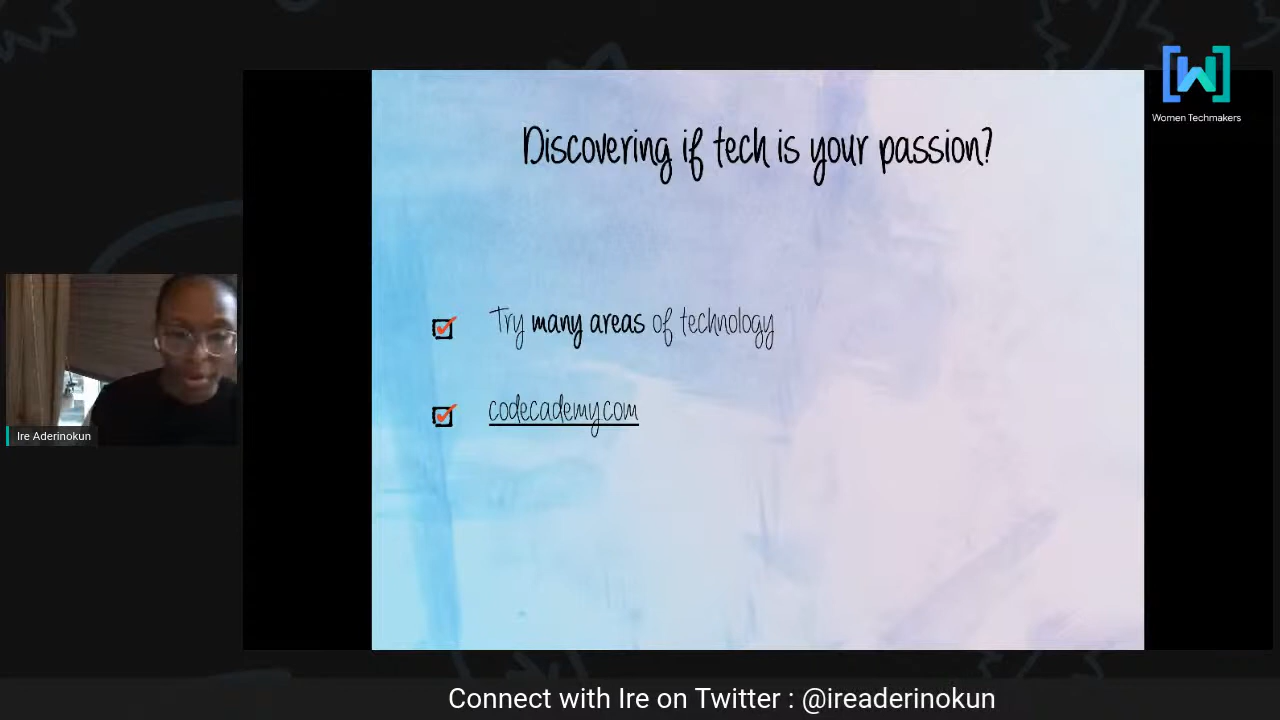 Women Techmakers
Discovering if tech is your passion?
Try many areas of technology
codecademy.com
Ire Aderinokun
Connect with Ire on Twitter : @ireaderinokun